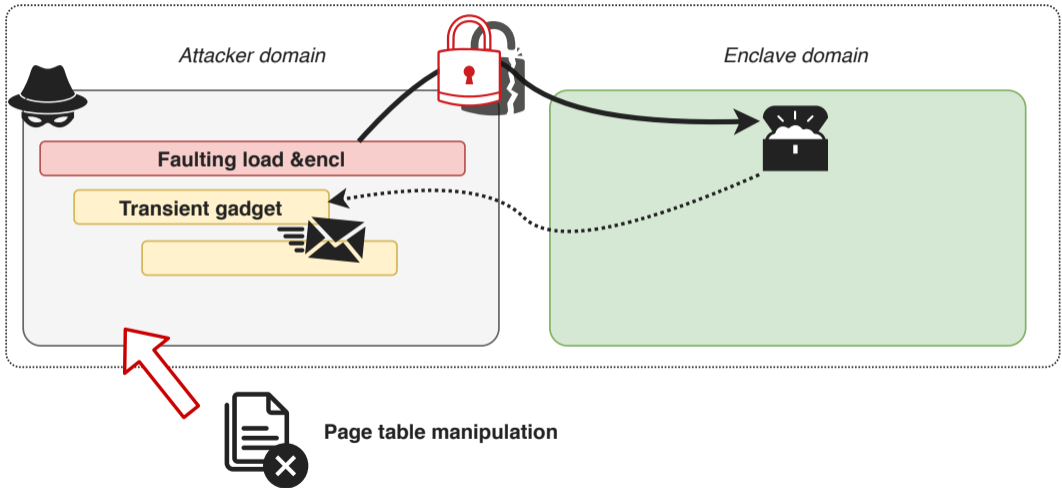 Attacker domain
Enclave domain
Faulting load &encl
Transient gadget
Page table manipulation